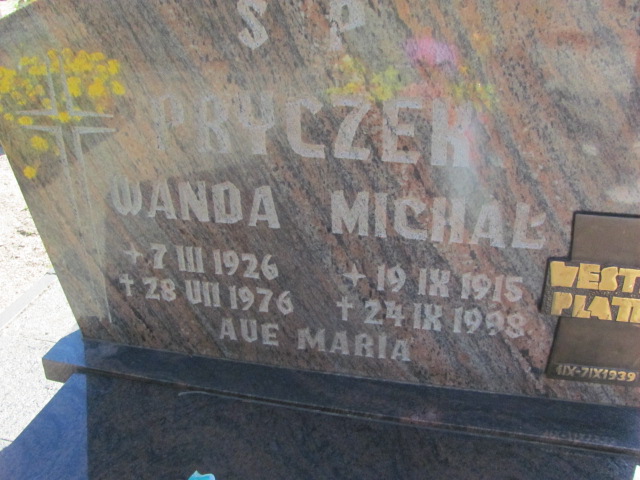 S P
PRYCZEK
WANDA MICHAŁ
+ 7 III 1926 + 19 IX 1915
+ 28 VII 1976 + 24 IX 1998
AVE MARIA
WEST
PLATE
1IX-7IX1939